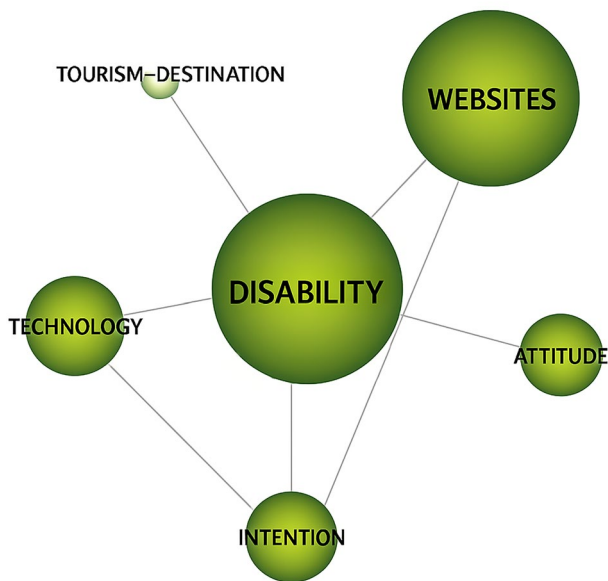 TOURISM–DESTINATION
WEBSITES
DISABILITY
TECHNOLOGY
ATTITUDE
INTENTION